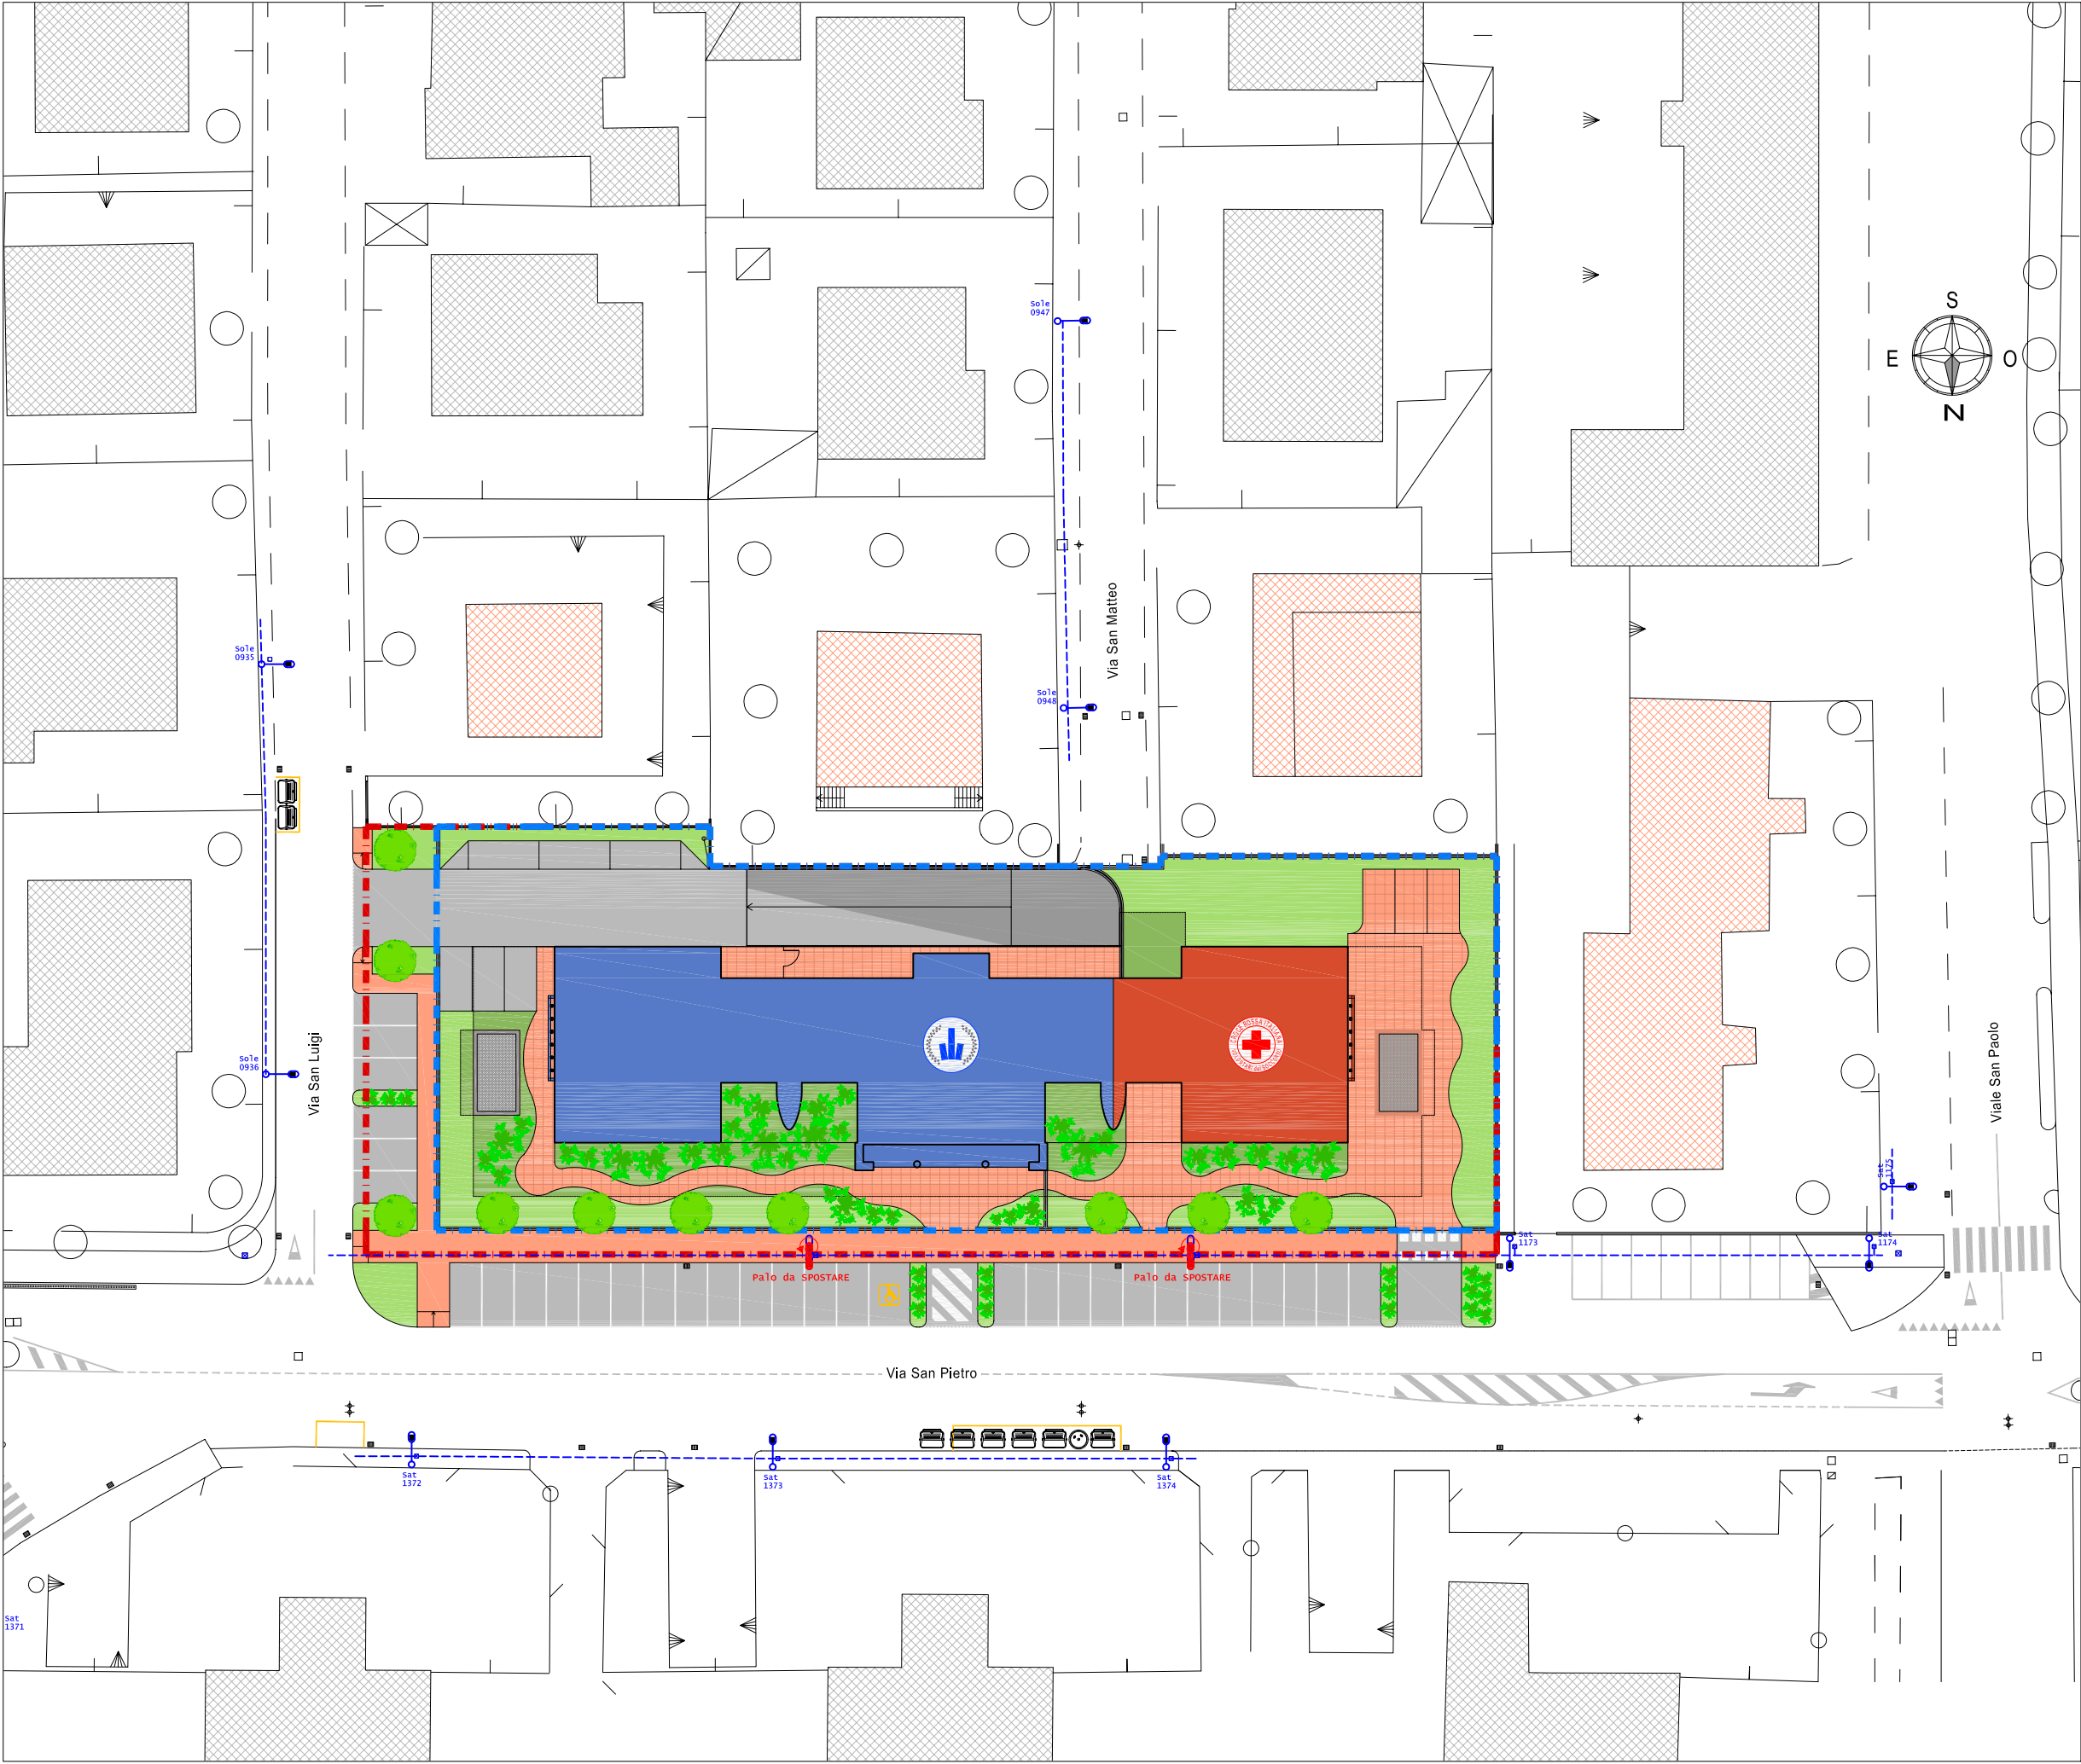 S
E
O
N
Sole
0947
Via San Matteo
Sole
0935
Sole
0948
Via San Luigi
Sole
0936
Viale San Paolo
Sat
1175
Sat
1173
Sat
1174
Palo da SPOSTARE
Palo da SPOSTARE
Via San Pietro
Sat
1372
Sat
1373
Sat
1374
Sat
1371